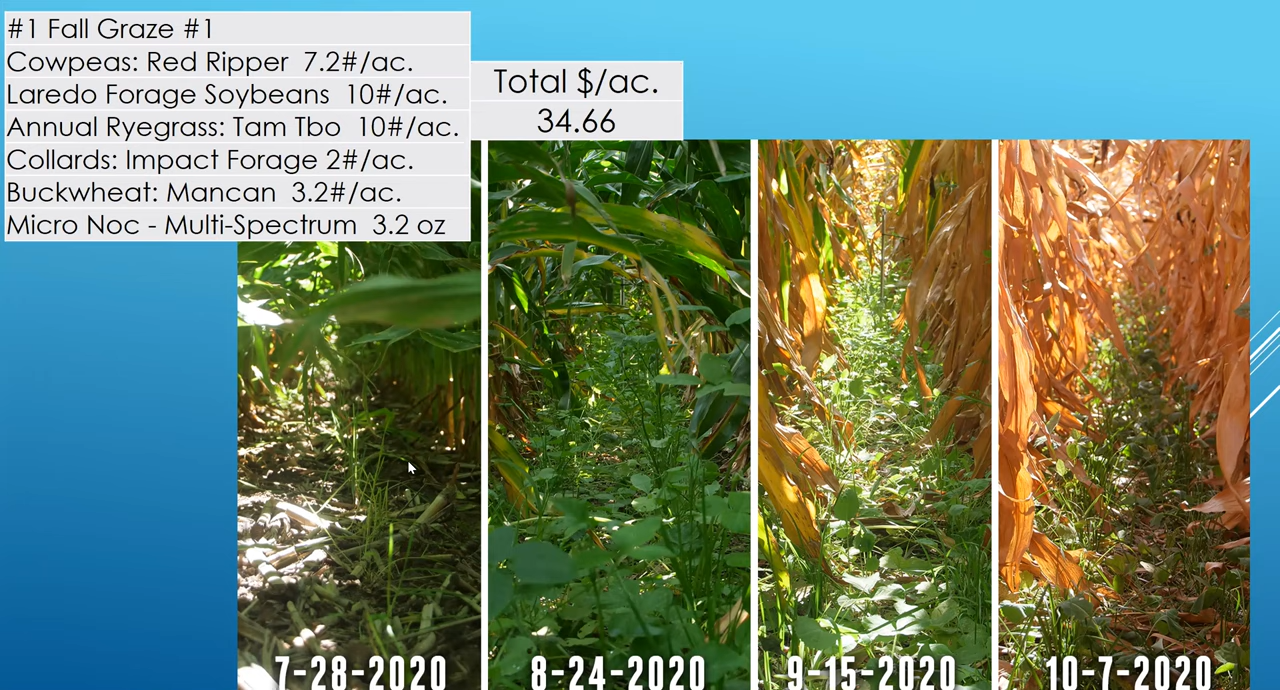 #1 Fall Graze #1
Cowpeas: Red Ripper 7.2#/ac.
Laredo Forage Soybeans 10#/ac.
Annual Ryegrass: Tam Tbo 10#/ac.
Collards: Impact Forage 2#/ac.
Buckwheat: Mancan 3.2#/ac.
Micro Noc - Multi-Spectrum 3.2 oz
Total $/ac.
34.66
7-28-2020
8-24-2020
9-15-2020
10-7-2020